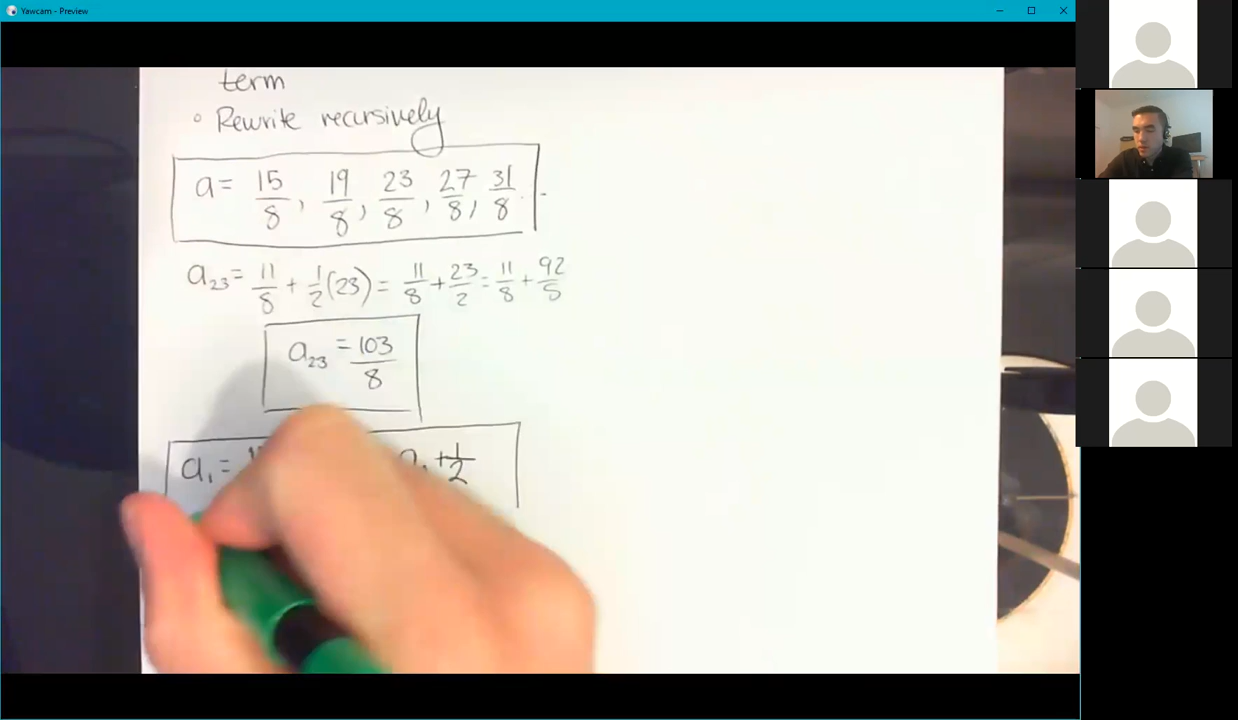 Yawcam - Preview
term
◦ Rewrite recursively
a = 15/8, 19/8, 23/8, 27/8, 31/8 .
a₂₃ = 11/8 + 1/2(23) = 11/8 + 23/2 = 11/8 + 92/8
a₂₃ = 103/8
a₁ = + 1/2